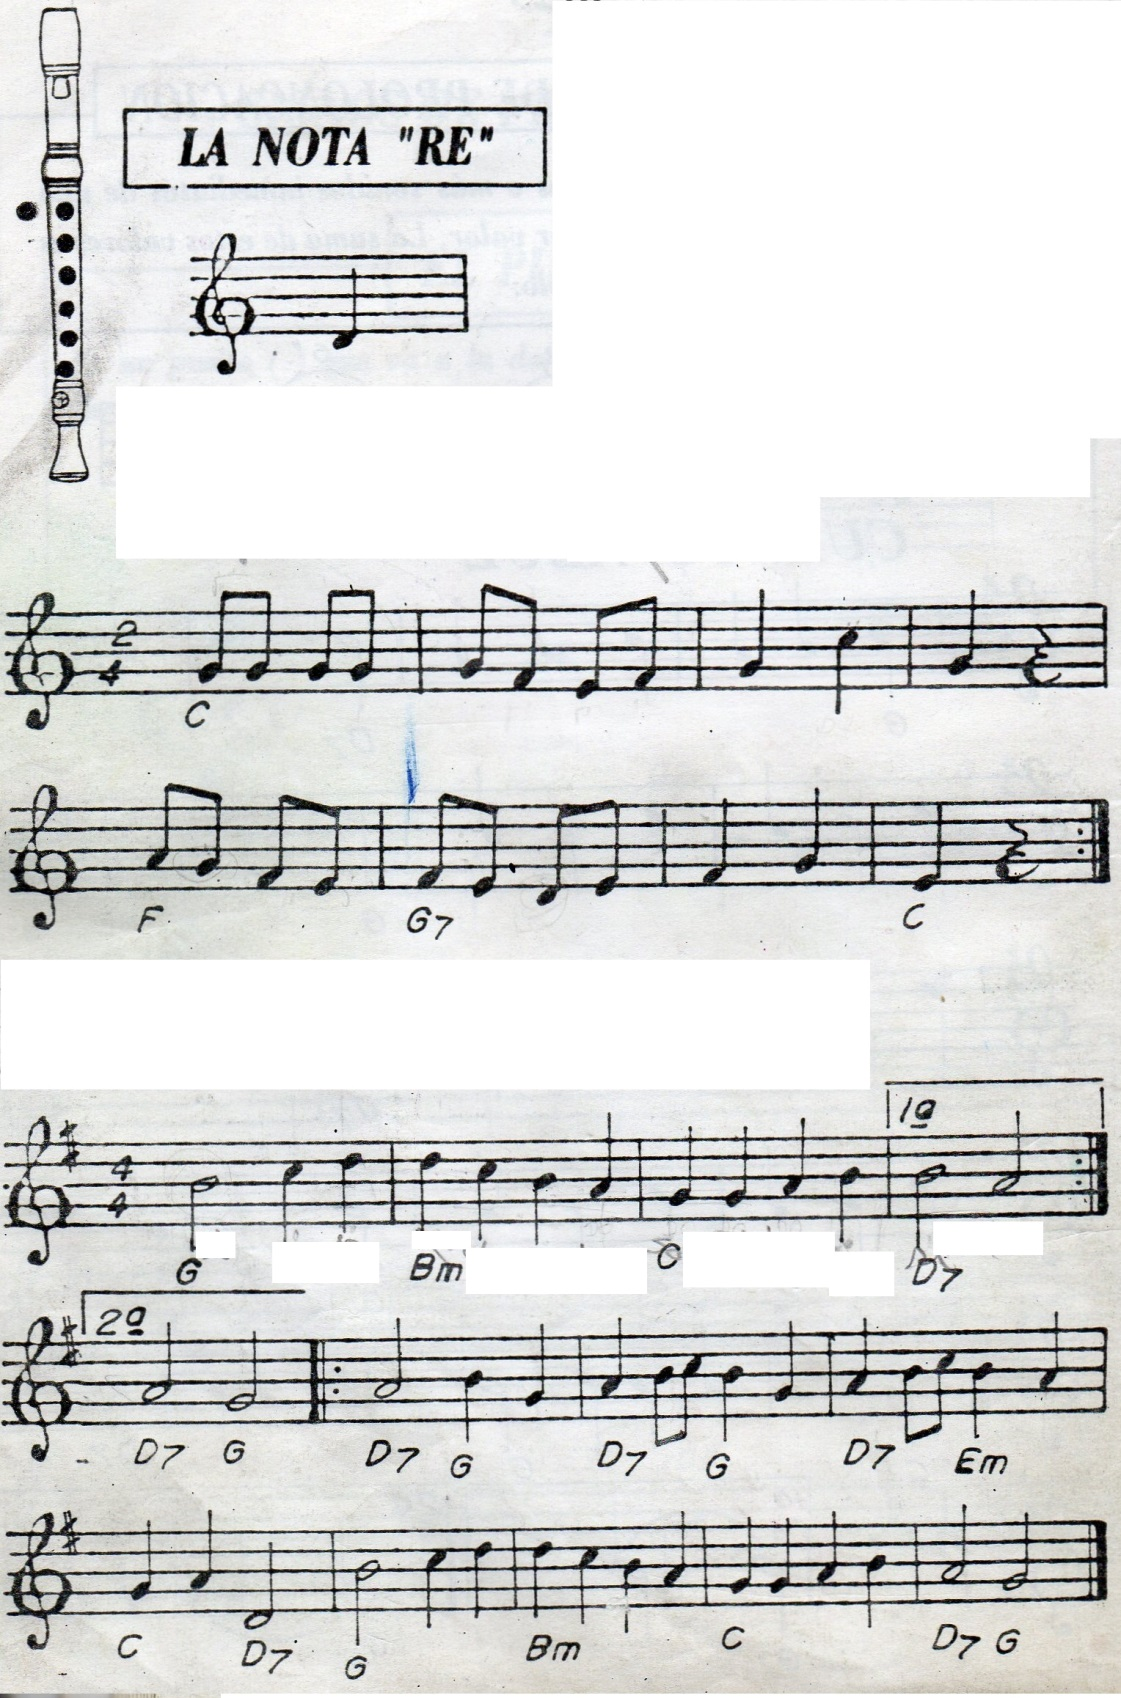 LA NOTA "RE"
2
4
C
F G7 C
1ª
4
4
G Bm C D7
2ª
D7 G D7 G D7 G D7 Em
C D7 G Bm C D7 G